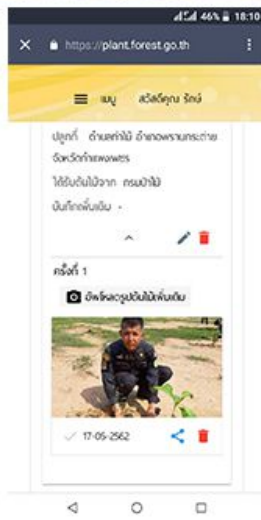 46% 18:10
https://plant.forest.go.th
เมนู สวัสดีคุณ รักษ์
ปลูกที่ ตำบลท่าไม้ อำเภอพรานกระต่าย
จังหวัดกำแพงเพชร
ได้รับต้นไม้จาก กรมป่าไม้
บันทึกเพิ่มเติม -
ครั้งที่ 1
อัพโหลดรูปต้นไม้เพิ่มเติม
17-05-2562